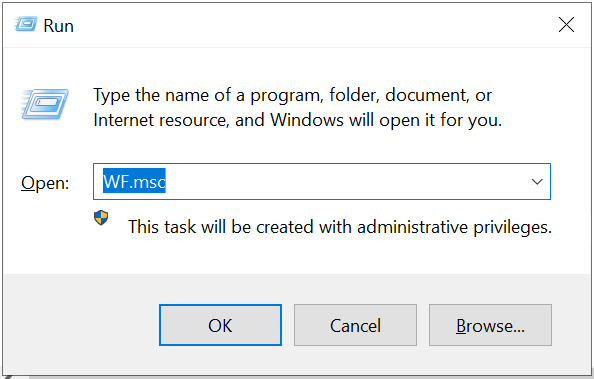 Run
Type the name of a program, folder, document, or
Internet resource, and Windows will open it for you.
Open: WF.msc
This task will be created with administrative privileges.
OK Cancel Browse...